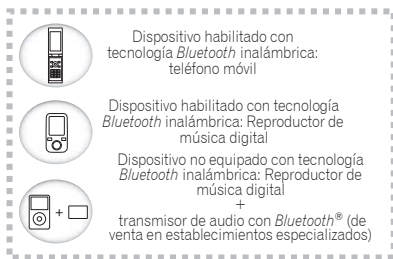 Dispositivo habilitado con
tecnología Bluetooth inalámbrica:
teléfono móvil
Dispositivo habilitado con tecnología
Bluetooth inalámbrica: Reproductor de
música digital
Dispositivo no equipado con tecnología
Bluetooth inalámbrica: Reproductor de
música digital
+
transmisor de audio con Bluetooth® (de
venta en establecimientos especializados)
+